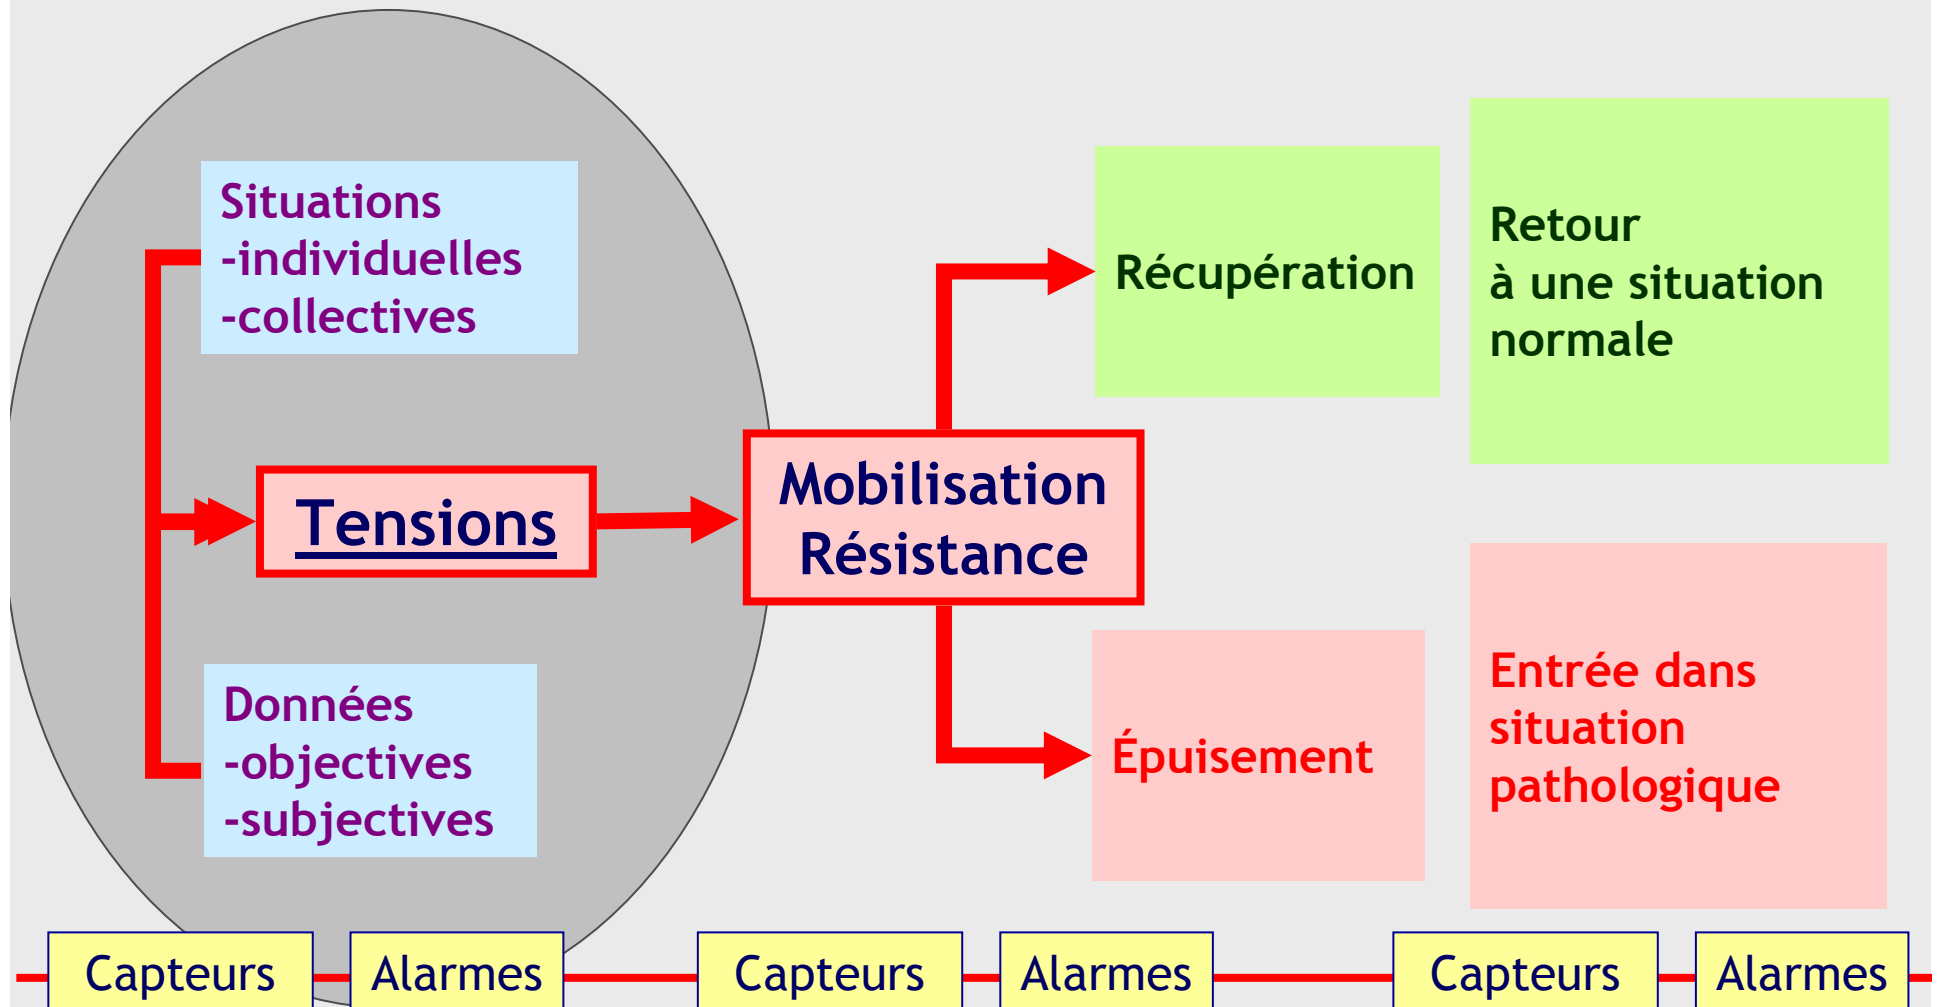 Situations
-individuelles
-collectives
Tensions
Données
-objectives
-subjectives
Mobilisation
Résistance
Récupération
Retour
à une situation
normale
Épuisement
Entrée dans
situation
pathologique
Capteurs
Alarmes
Capteurs
Alarmes
Capteurs
Alarmes